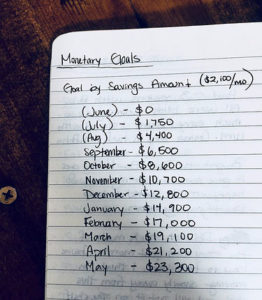 Monetary Goals
Goal by Savings Amount ($2,100/mo)
(June) - $0
(July) - $1,750
(Aug) - $4,400
September - $6,500
October - $8,600
November - $10,700
December - $12,800
January - $14,900
February - $17,000
March - $19,100
April - $21,200
May - $23,300